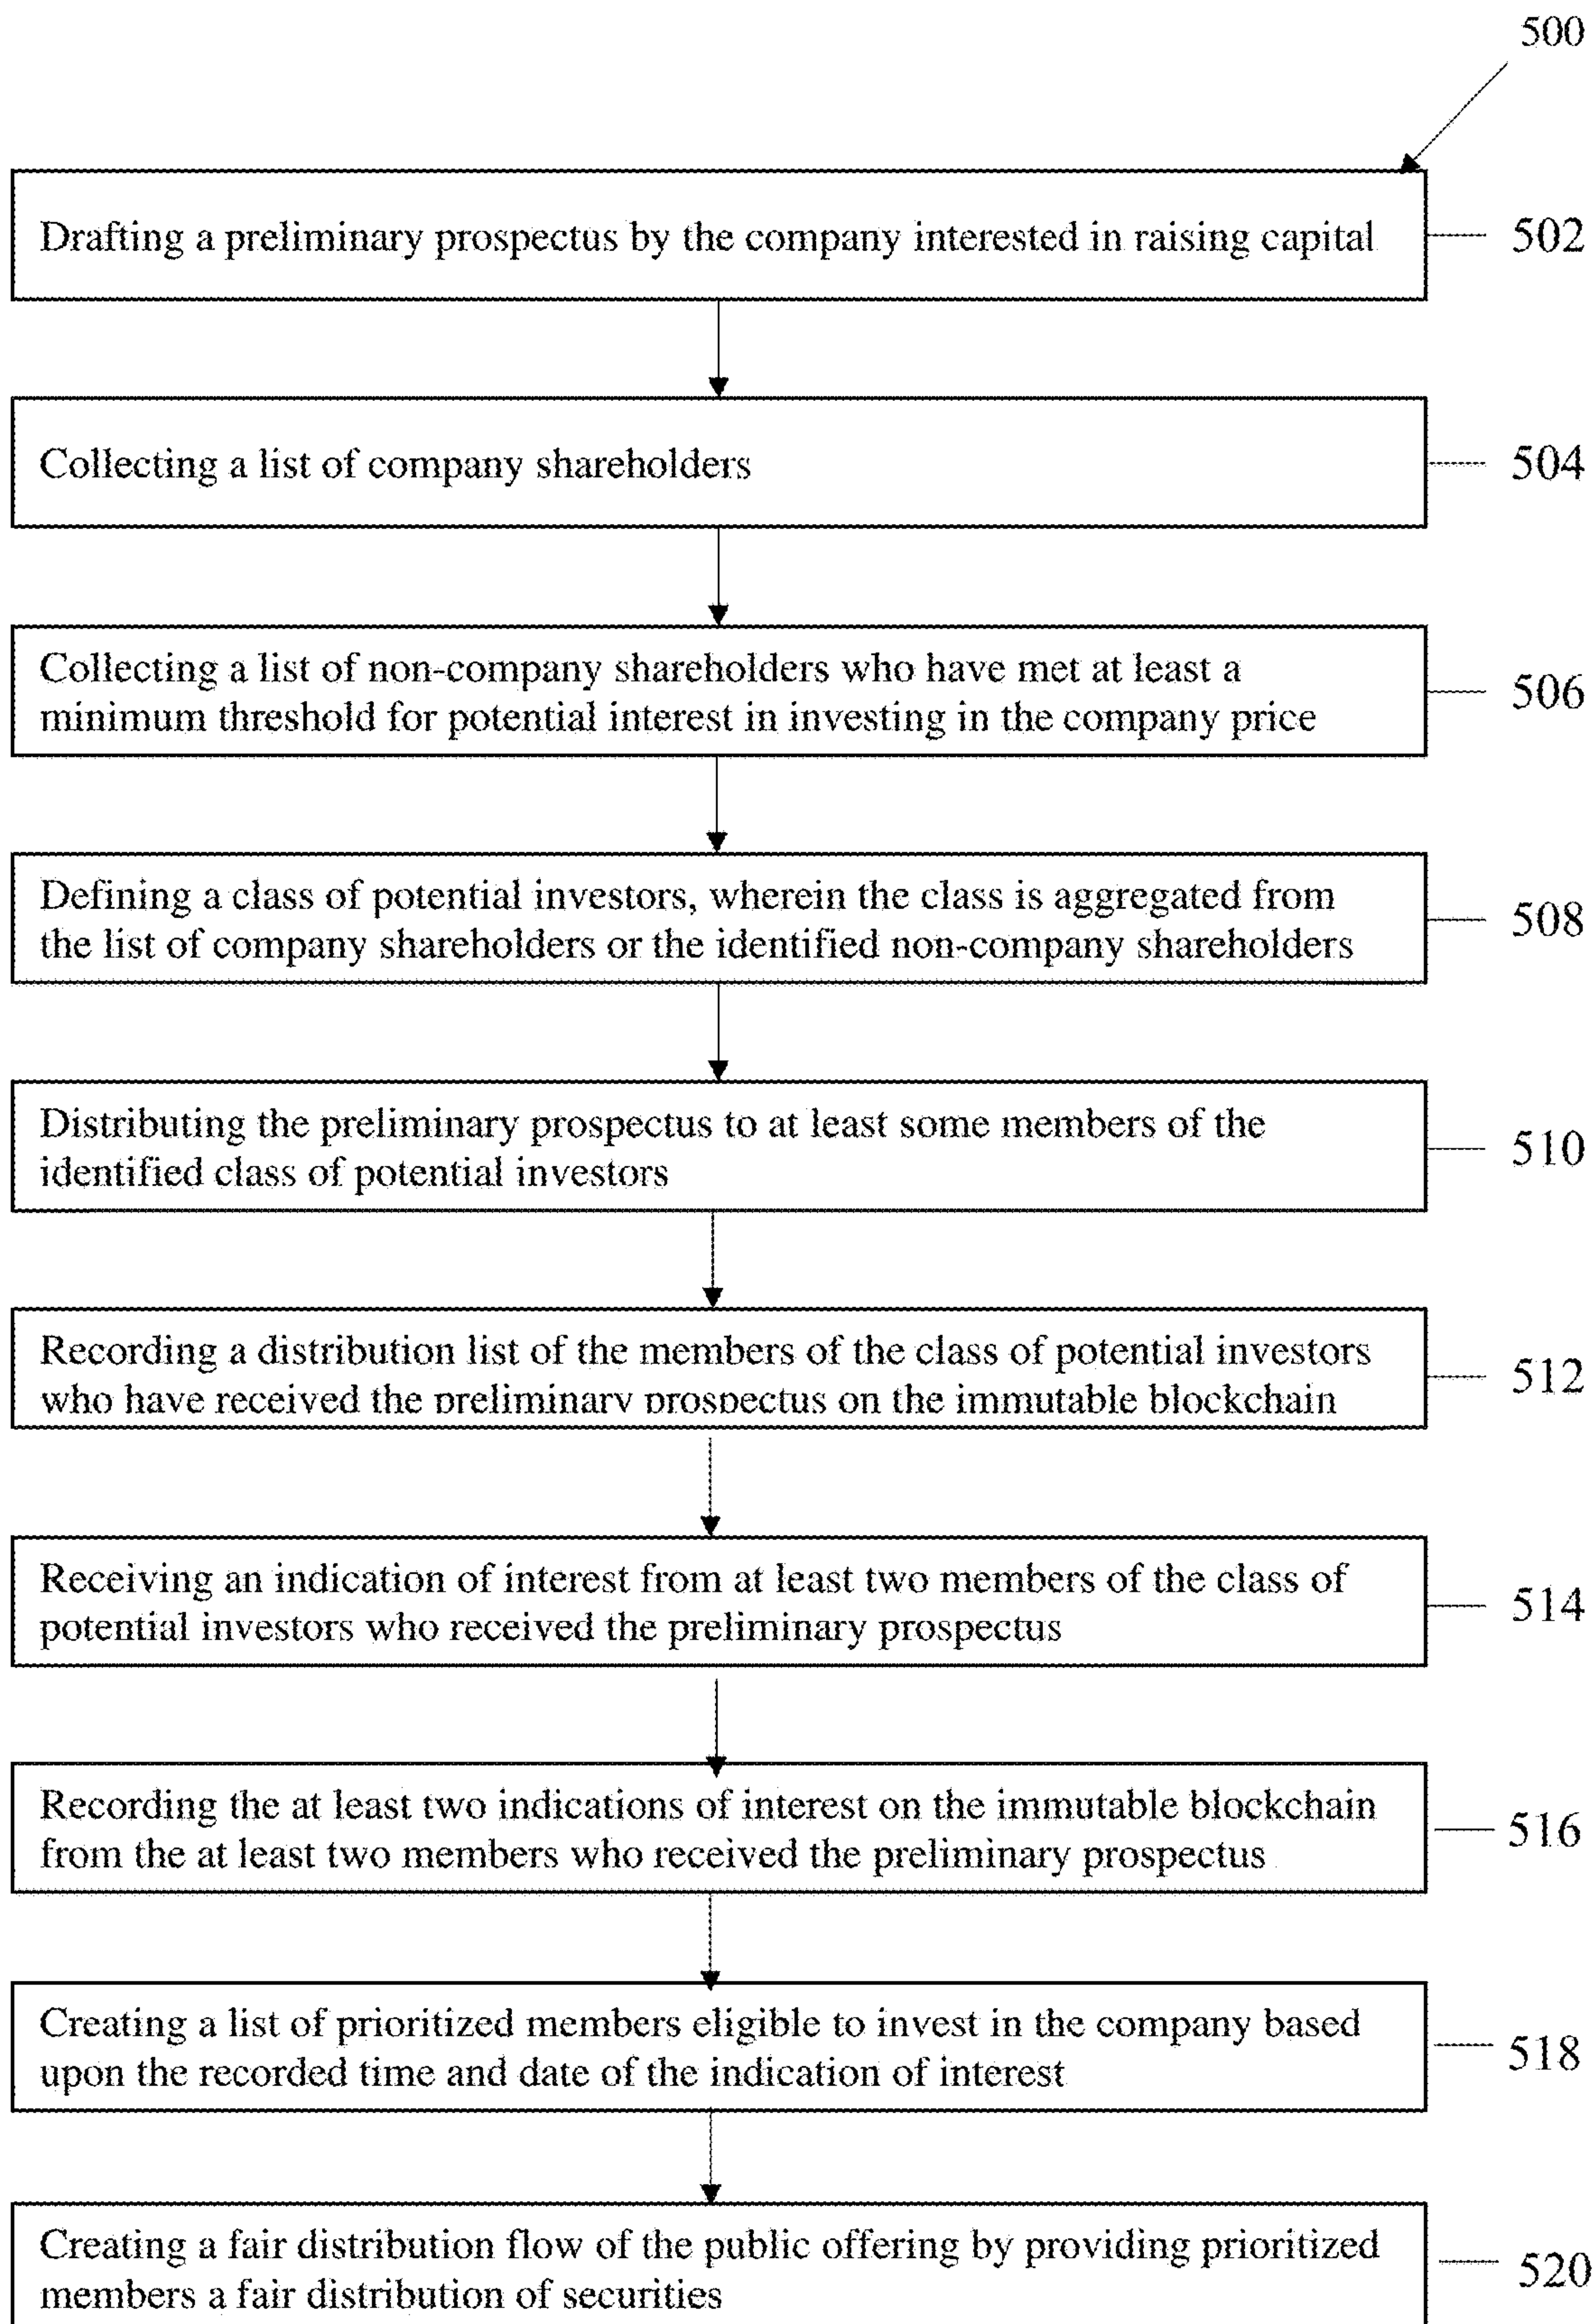 500
Drafting a preliminary prospectus by the company interested in raising capital
502
Collecting a list of company shareholders
504
Collecting a list of non-company shareholders who have met at least a
minimum threshold for potential interest in investing in the company price
506
Defining a class of potential investors, wherein the class is aggregated from
the list of company shareholders or the identified non-company shareholders
508
Distributing the preliminary prospectus to at least some members of the
identified class of potential investors
510
Recording a distribution list of the members of the class of potential investors
who have received the preliminary prospectus on the immutable blockchain
512
Receiving an indication of interest from at least two members of the class of
potential investors who received the preliminary prospectus
514
Recording the at least two indications of interest on the immutable blockchain
from the at least two members who received the preliminary prospectus
516
Creating a list of prioritized members eligible to invest in the company based
upon the recorded time and date of the indication of interest
518
Creating a fair distribution flow of the public offering by providing prioritized
members a fair distribution of securities
520